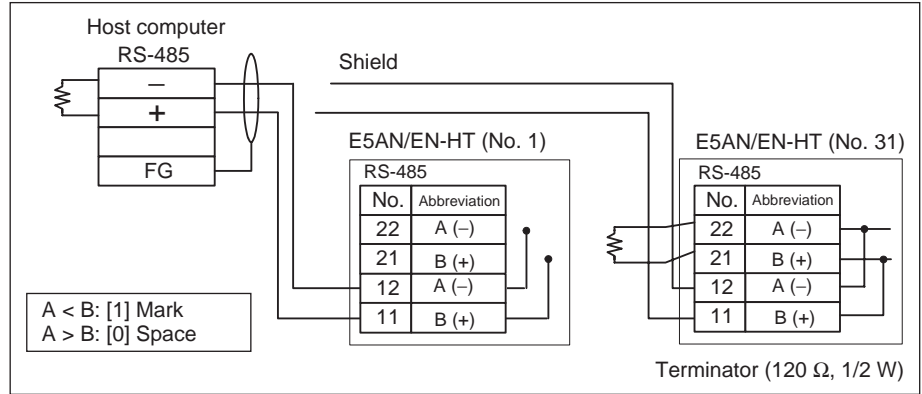 Host computer
RS-485
−
+
FG
Shield
E5AN/EN-HT (No. 1)
RS-485
No. Abbreviation
22 A (−)
21 B (+)
12 A (−)
11 B (+)
E5AN/EN-HT (No. 31)
RS-485
No. Abbreviation
22 A (−)
21 B (+)
12 A (−)
11 B (+)
A < B: [1] Mark
A > B: [0] Space
Terminator (120 Ω, 1/2 W)